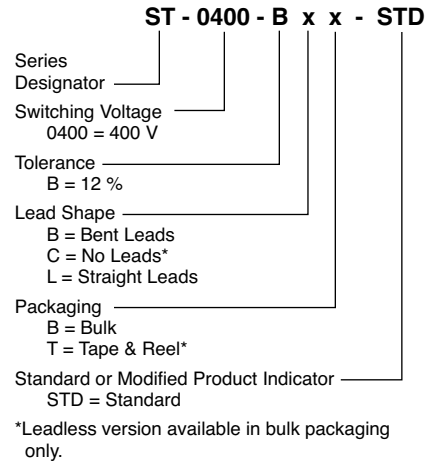 ST - 0400 - B x x - STD
Series
Designator
Switching Voltage
0400 = 400 V
Tolerance
B = 12 %
Lead Shape
B = Bent Leads
C = No Leads*
L = Straight Leads
Packaging
B = Bulk
T = Tape & Reel*
Standard or Modified Product Indicator
STD = Standard
*Leadless version available in bulk packaging
only.